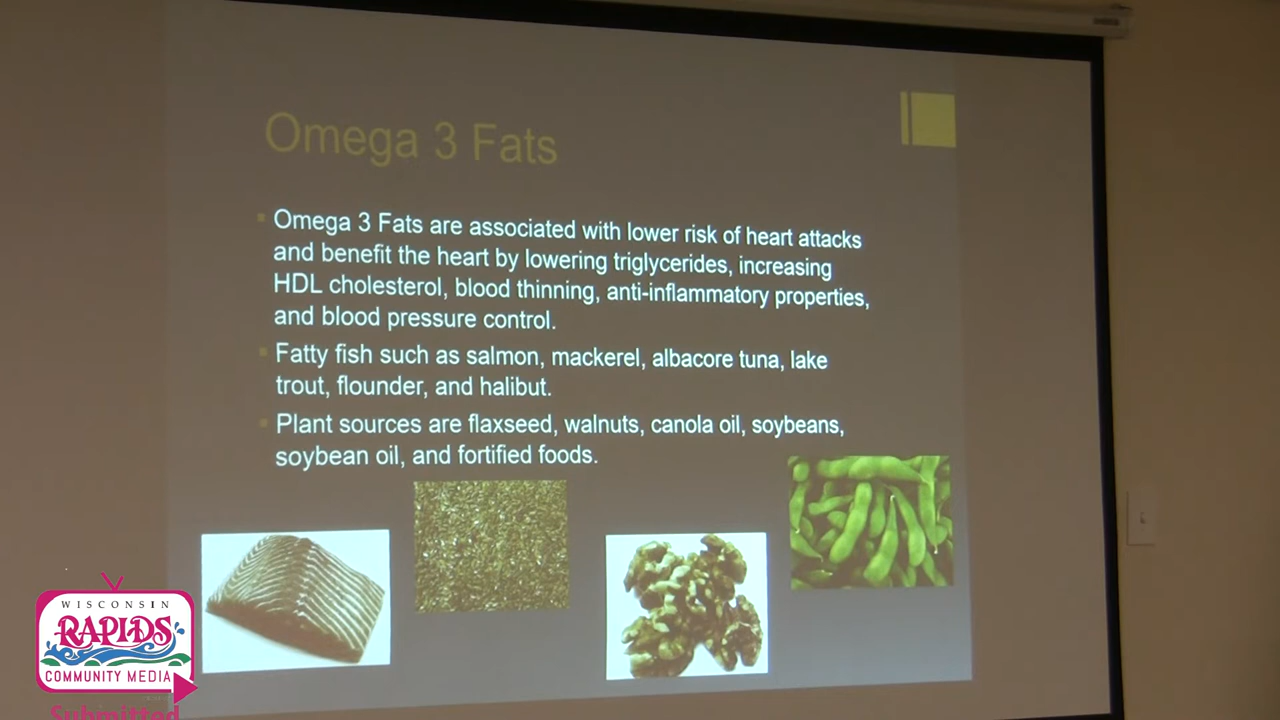 Omega 3 Fats
Omega 3 Fats are associated with lower risk of heart attacks
and benefit the heart by lowering triglycerides, increasing
HDL cholesterol, blood thinning, anti-inflammatory properties,
and blood pressure control.
Fatty fish such as salmon, mackerel, albacore tuna, lake
trout, flounder, and halibut.
Plant sources are flaxseed, walnuts, canola oil, soybeans,
soybean oil, and fortified foods.
WISCONSIN
RAPIDS
COMMUNITY MEDIA
Submitted